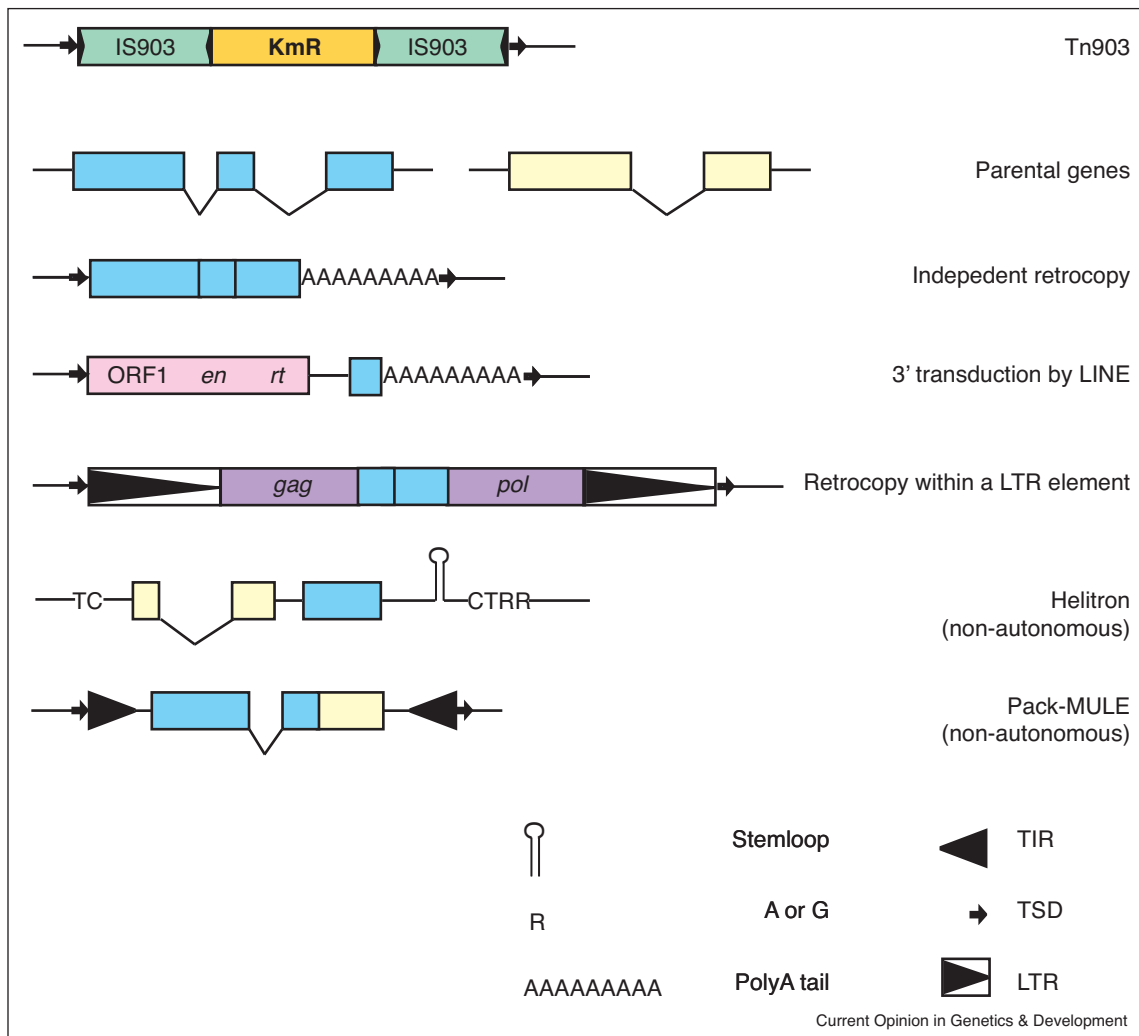 IS903 KmR IS903 Tn903
Parental genes
AAAAAAAAA Indepedent retrocopy
ORF1 en rt AAAAAAAAA 3’ transduction by LINE
gag pol Retrocopy within a LTR element
TC CTRR Helitron
(non-autonomous)
Pack-MULE
(non-autonomous)
Stemloop TIR
R A or G TSD
AAAAAAAAA PolyA tail LTR
Current Opinion in Genetics & Development